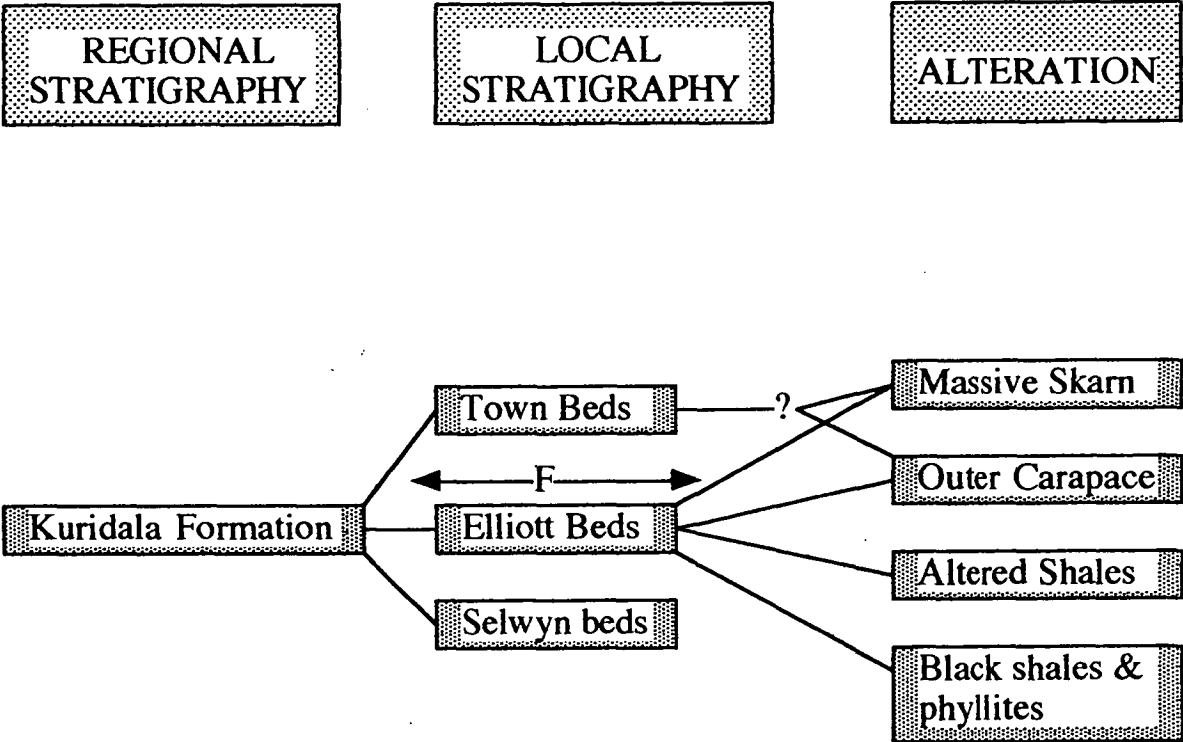 REGIONAL
STRATIGRAPHY
LOCAL
STRATIGRAPHY
ALTERATION
Massive Skarn
Town Beds
?
Outer Carapace
F
Kuridala Formation
Elliott Beds
Altered Shales
Selwyn beds
Black shales &
phyllites